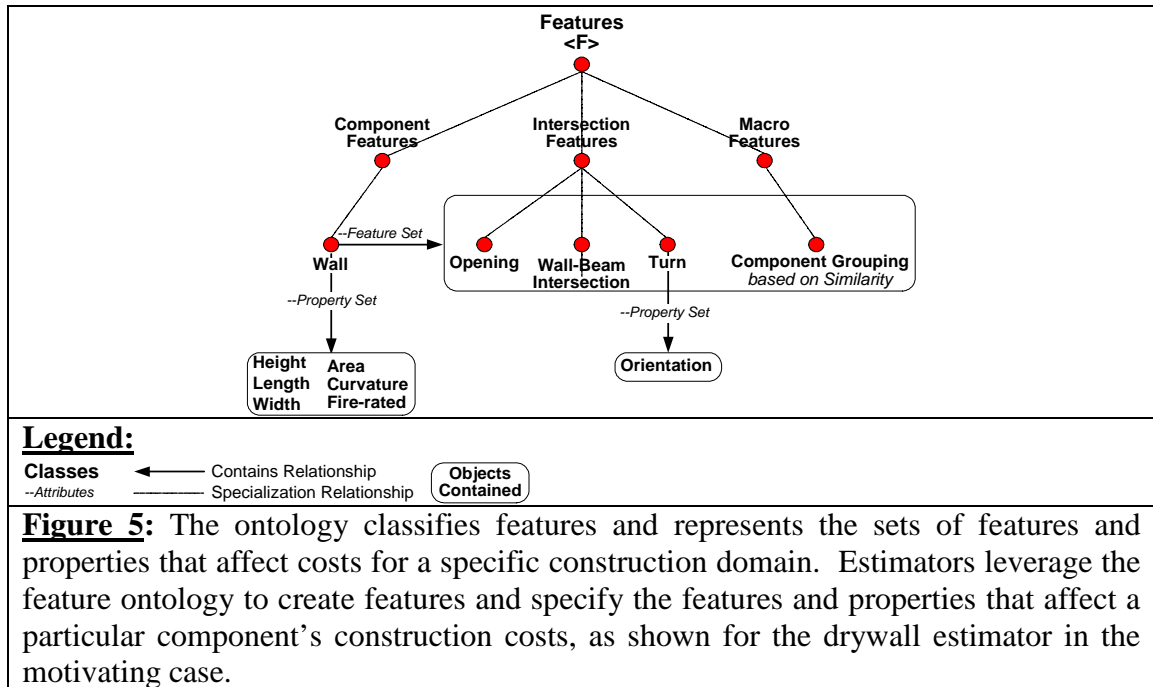 Features
<F>
Component
Features
Intersection
Features
Macro
Features
--Feature Set
Wall
Opening
Wall-Beam
Intersection
Turn
Component Grouping
based on Similarity
--Property Set
--Property Set
Height
Length
Width
Area
Curvature
Fire-rated
Orientation
Legend:
Classes
--Attributes
Contains Relationship
Specialization Relationship
Objects
Contained
Figure 5: The ontology classifies features and represents the sets of features and
properties that affect costs for a specific construction domain. Estimators leverage the
feature ontology to create features and specify the features and properties that affect a
particular component's construction costs, as shown for the drywall estimator in the
motivating case.